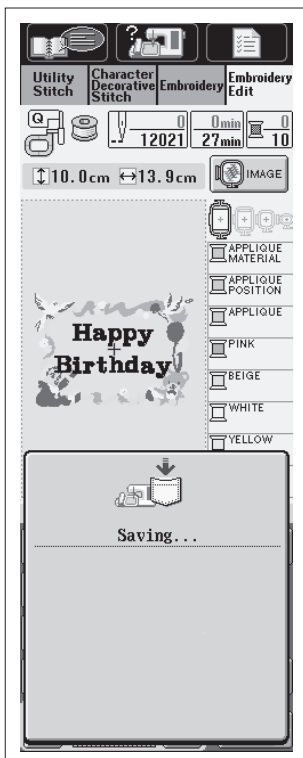 Utility
Stitch
Character
Decorative
Stitch
Embroidery
Embroidery
Edit
Q
0
12021
0min
27min
0
10
10.0cm
13.9cm
IMAGE
APPLIQUE
MATERIAL
APPLIQUE
POSITION
APPLIQUE
PINK
BEIGE
WHITE
YELLOW
Happy
Birthday
Saving...